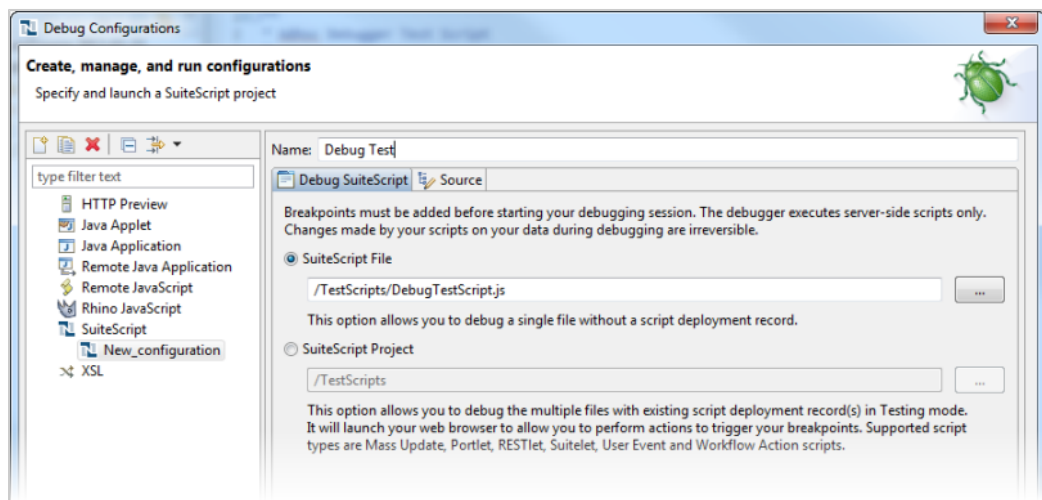 Debug Configurations
Create, manage, and run configurations
Specify and launch a SuiteScript project
Name: Debug Test
type filter text
Debug SuiteScript Source
HTTP Preview
Java Applet
Java Application
Remote Java Application
Remote JavaScript
Rhino JavaScript
SuiteScript
New_configuration
XSL
Breakpoints must be added before starting your debugging session. The debugger executes server-side scripts only.
Changes made by your scripts on your data during debugging are irreversible.
SuiteScript File
/TestScripts/DebugTestScript.js
...
This option allows you to debug a single file without a script deployment record.
SuiteScript Project
/TestScripts
...
This option allows you to debug the multiple files with existing script deployment record(s) in Testing mode.
It will launch your web browser to allow you to perform actions to trigger your breakpoints. Supported script
types are Mass Update, Portlet, RESTlet, Suitelet, User Event and Workflow Action scripts.